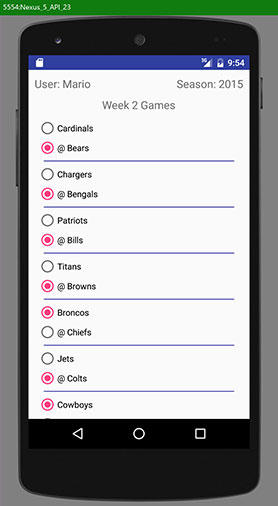 5554:Nexus_5_API_23
3G 9:54
User: Mario Season: 2015
Week 2 Games
Cardinals
@ Bears
Chargers
@ Bengals
Patriots
@ Bills
Titans
@ Browns
Broncos
@ Chiefs
Jets
@ Colts
Cowboys